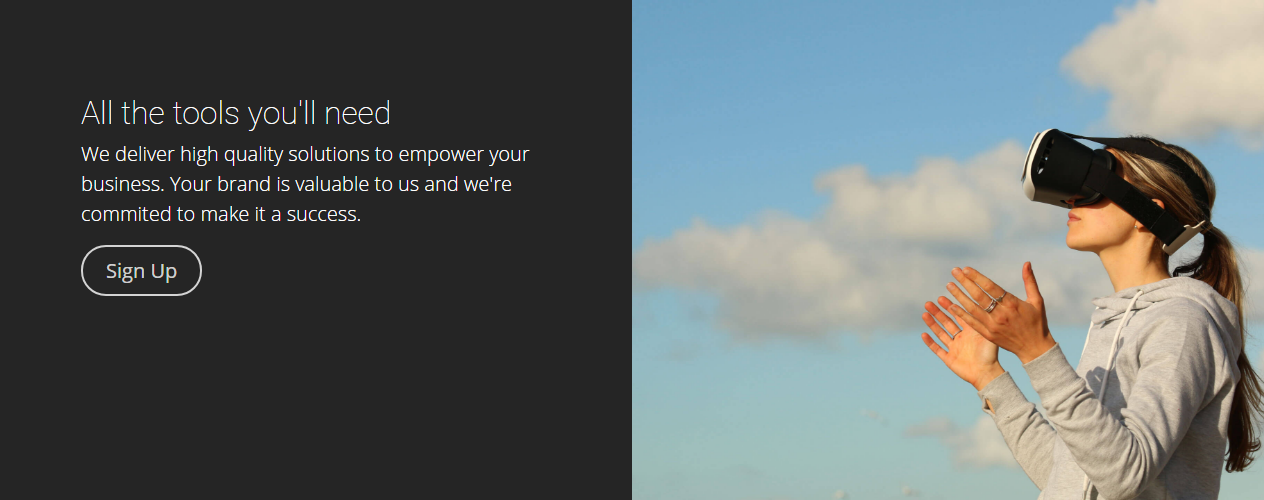 All the tools you'll need
We deliver high quality solutions to empower your
business. Your brand is valuable to us and we're
commited to make it a success.
Sign Up